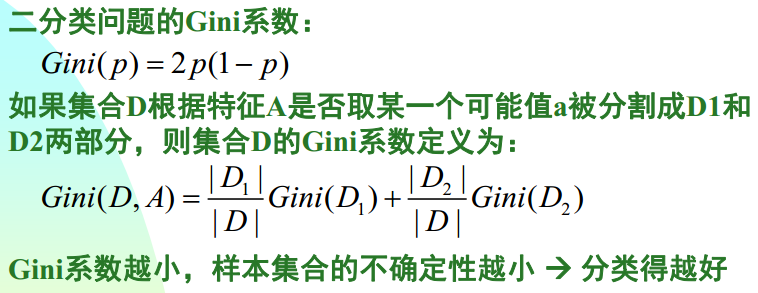 二分类问题的Gini系数：
Gini(p) = 2p(1 − p)
如果集合D根据特征A是否取某一个可能值a被分割成D1和
D2两部分，则集合D的Gini系数定义为：
Gini(D, A) = |D₁| / |D| Gini(D₁) + |D₂| / |D| Gini(D₂)
Gini系数越小，样本集合的不确定性越小 → 分类得越好